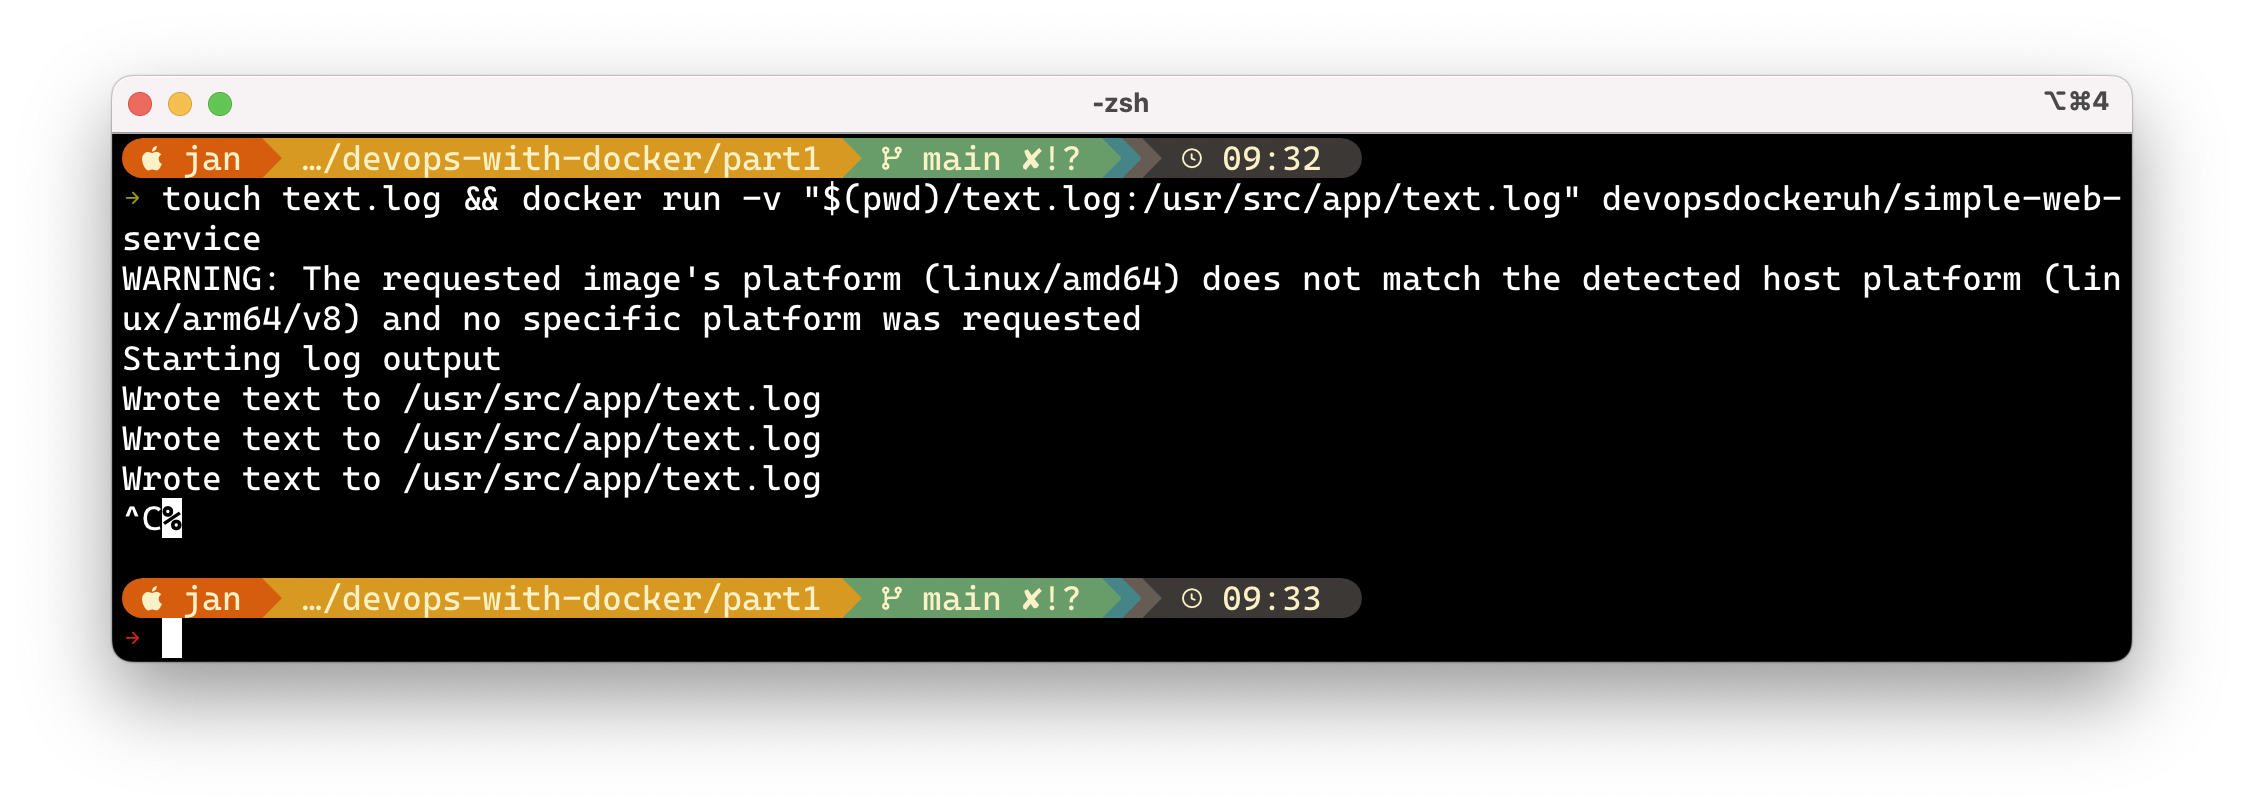 -zsh
⌥⌘4
jan …/devops-with-docker/part1 main ✘!? 09:32
→ touch text.log && docker run -v "$(pwd)/text.log:/usr/src/app/text.log" devopsdockeruh/simple-web-
service
WARNING: The requested image's platform (linux/amd64) does not match the detected host platform (lin
ux/arm64/v8) and no specific platform was requested
Starting log output
Wrote text to /usr/src/app/text.log
Wrote text to /usr/src/app/text.log
Wrote text to /usr/src/app/text.log
^C%
jan …/devops-with-docker/part1 main ✘!? 09:33
→